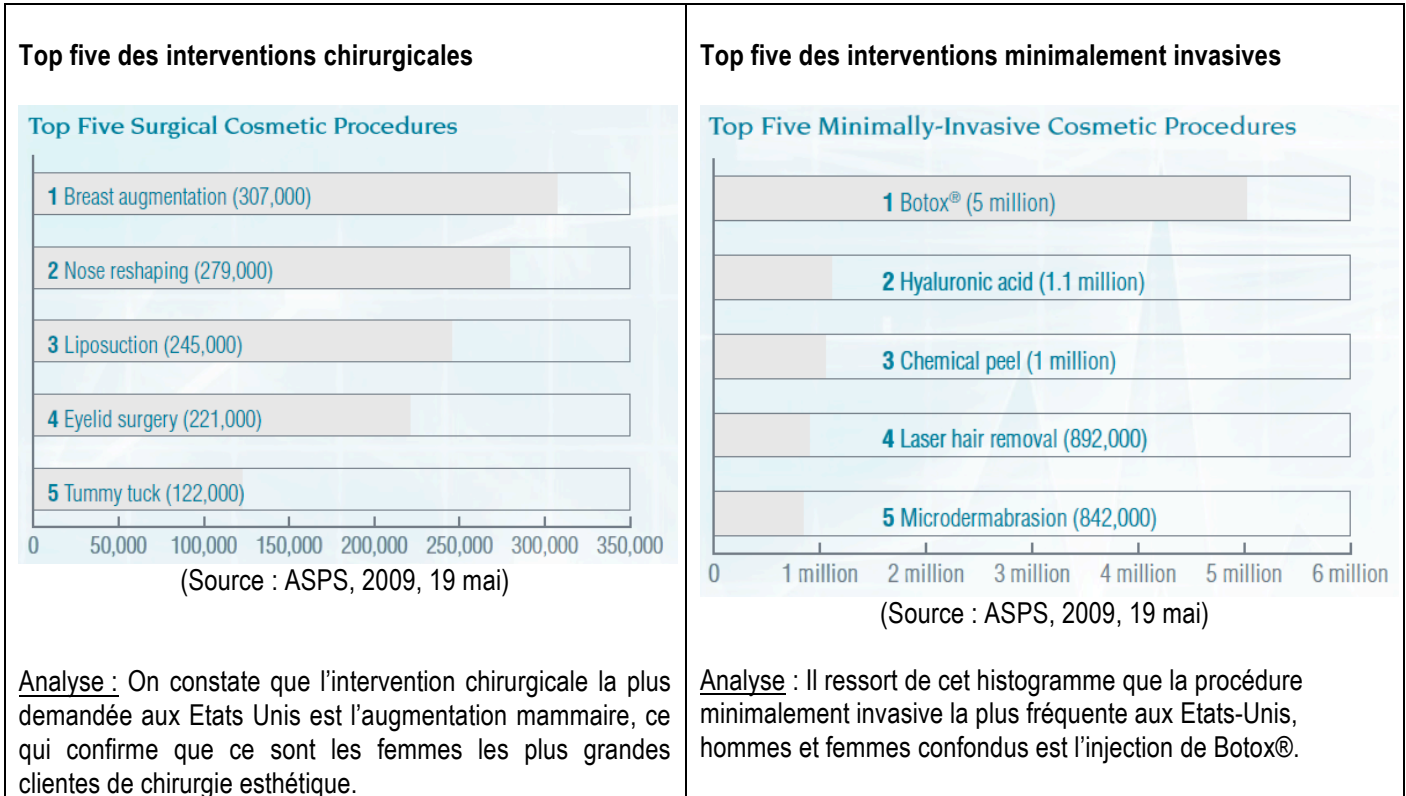 Top five des interventions chirurgicales
Top Five Surgical Cosmetic Procedures
1 Breast augmentation (307,000)
2 Nose reshaping (279,000)
3 Liposuction (245,000)
4 Eyelid surgery (221,000)
5 Tummy tuck (122,000)
0 50,000 100,000 150,000 200,000 250,000 300,000 350,000
(Source : ASPS, 2009, 19 mai)
Analyse : On constate que l’intervention chirurgicale la plus
demandée aux Etats Unis est l’augmentation mammaire, ce
qui confirme que ce sont les femmes les plus grandes
clientes de chirurgie esthétique.
Top five des interventions minimalement invasives
Top Five Minimally-Invasive Cosmetic Procedures
1 Botox® (5 million)
2 Hyaluronic acid (1.1 million)
3 Chemical peel (1 million)
4 Laser hair removal (892,000)
5 Microdermabrasion (842,000)
0 1 million 2 million 3 million 4 million 5 million 6 million
(Source : ASPS, 2009, 19 mai)
Analyse : Il ressort de cet histogramme que la procédure
minimalement invasive la plus fréquente aux Etats-Unis,
hommes et femmes confondus est l’injection de Botox®.